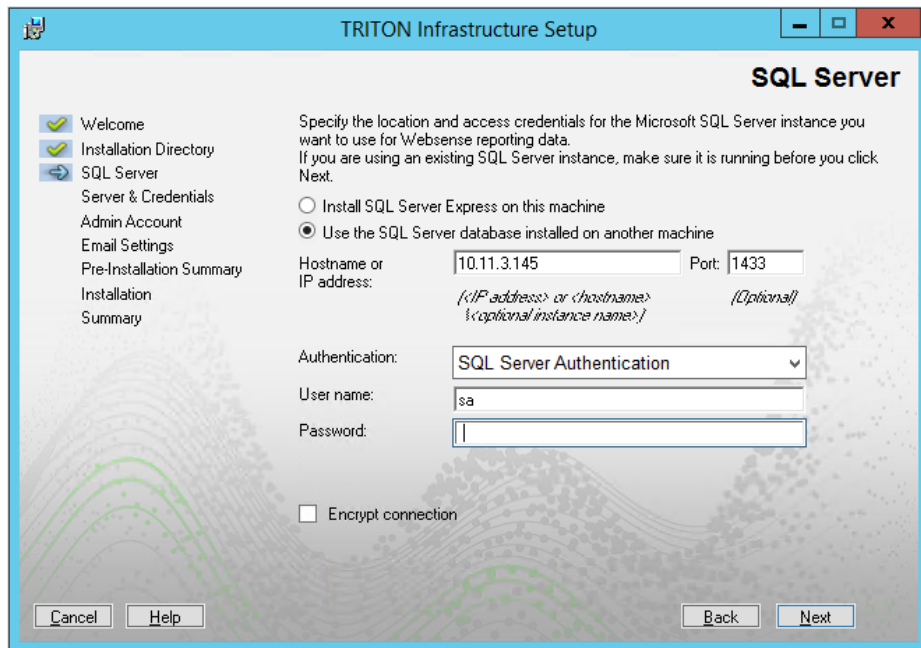 TRITON Infrastructure Setup
SQL Server
Welcome
Installation Directory
SQL Server
Server & Credentials
Admin Account
Email Settings
Pre-Installation Summary
Installation
Summary
Specify the location and access credentials for the Microsoft SQL Server instance you
want to use for Websense reporting data.
If you are using an existing SQL Server instance, make sure it is running before you click
Next.
Install SQL Server Express on this machine
Use the SQL Server database installed on another machine
Hostname or
IP address:
10.11.3.145
Port: 1433
(<IP address> or <hostname>
\<optional instance name>)
(Optional)
Authentication:
SQL Server Authentication
User name:
sa
Password:
Encrypt connection
Cancel
Help
Back
Next